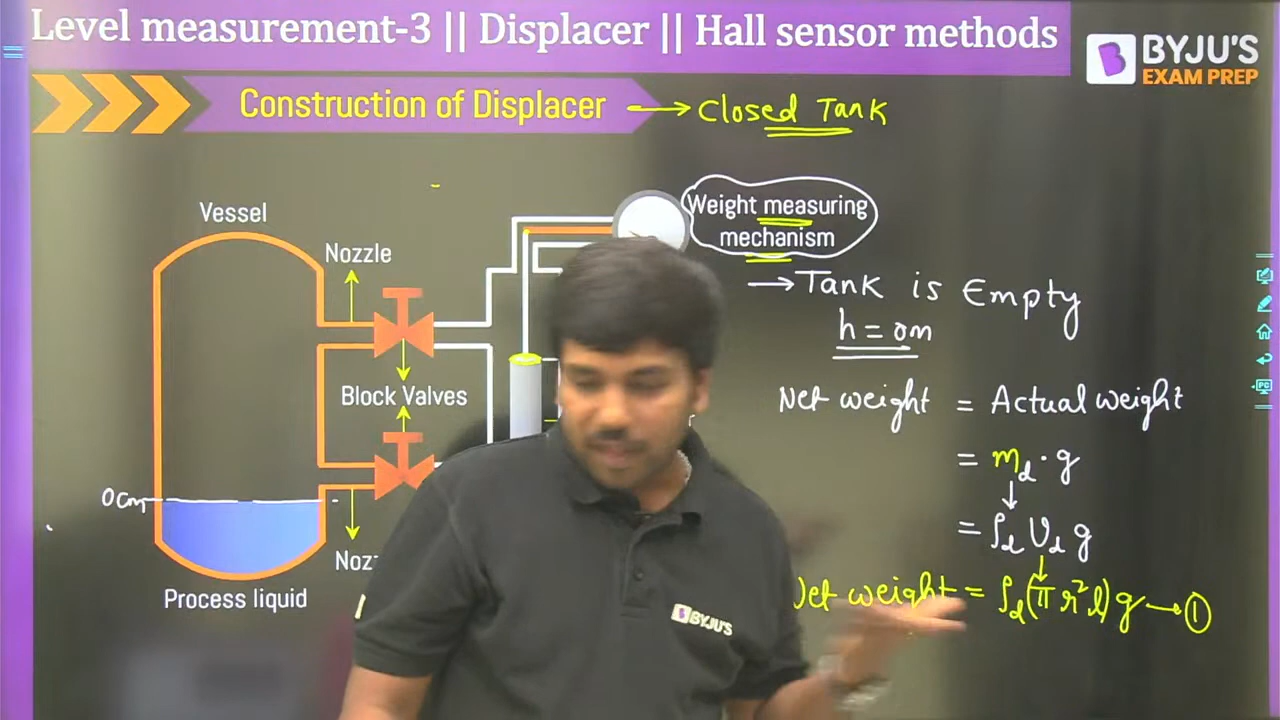 Level measurement-3 || Displacer || Hall sensor methods
BYJU'S
EXAM PREP
Construction of Displacer → Closed Tank
Vessel
Nozzle
Weight measuring
mechanism
→ Tank is Empty
h = 0m
Block Valves
Net weight = Actual weight
= m_d · g
0cm
= ρ_d V_d g
Noz
Process liquid
Net weight = ρ_d (π r² l) g → ①
BYJU'S